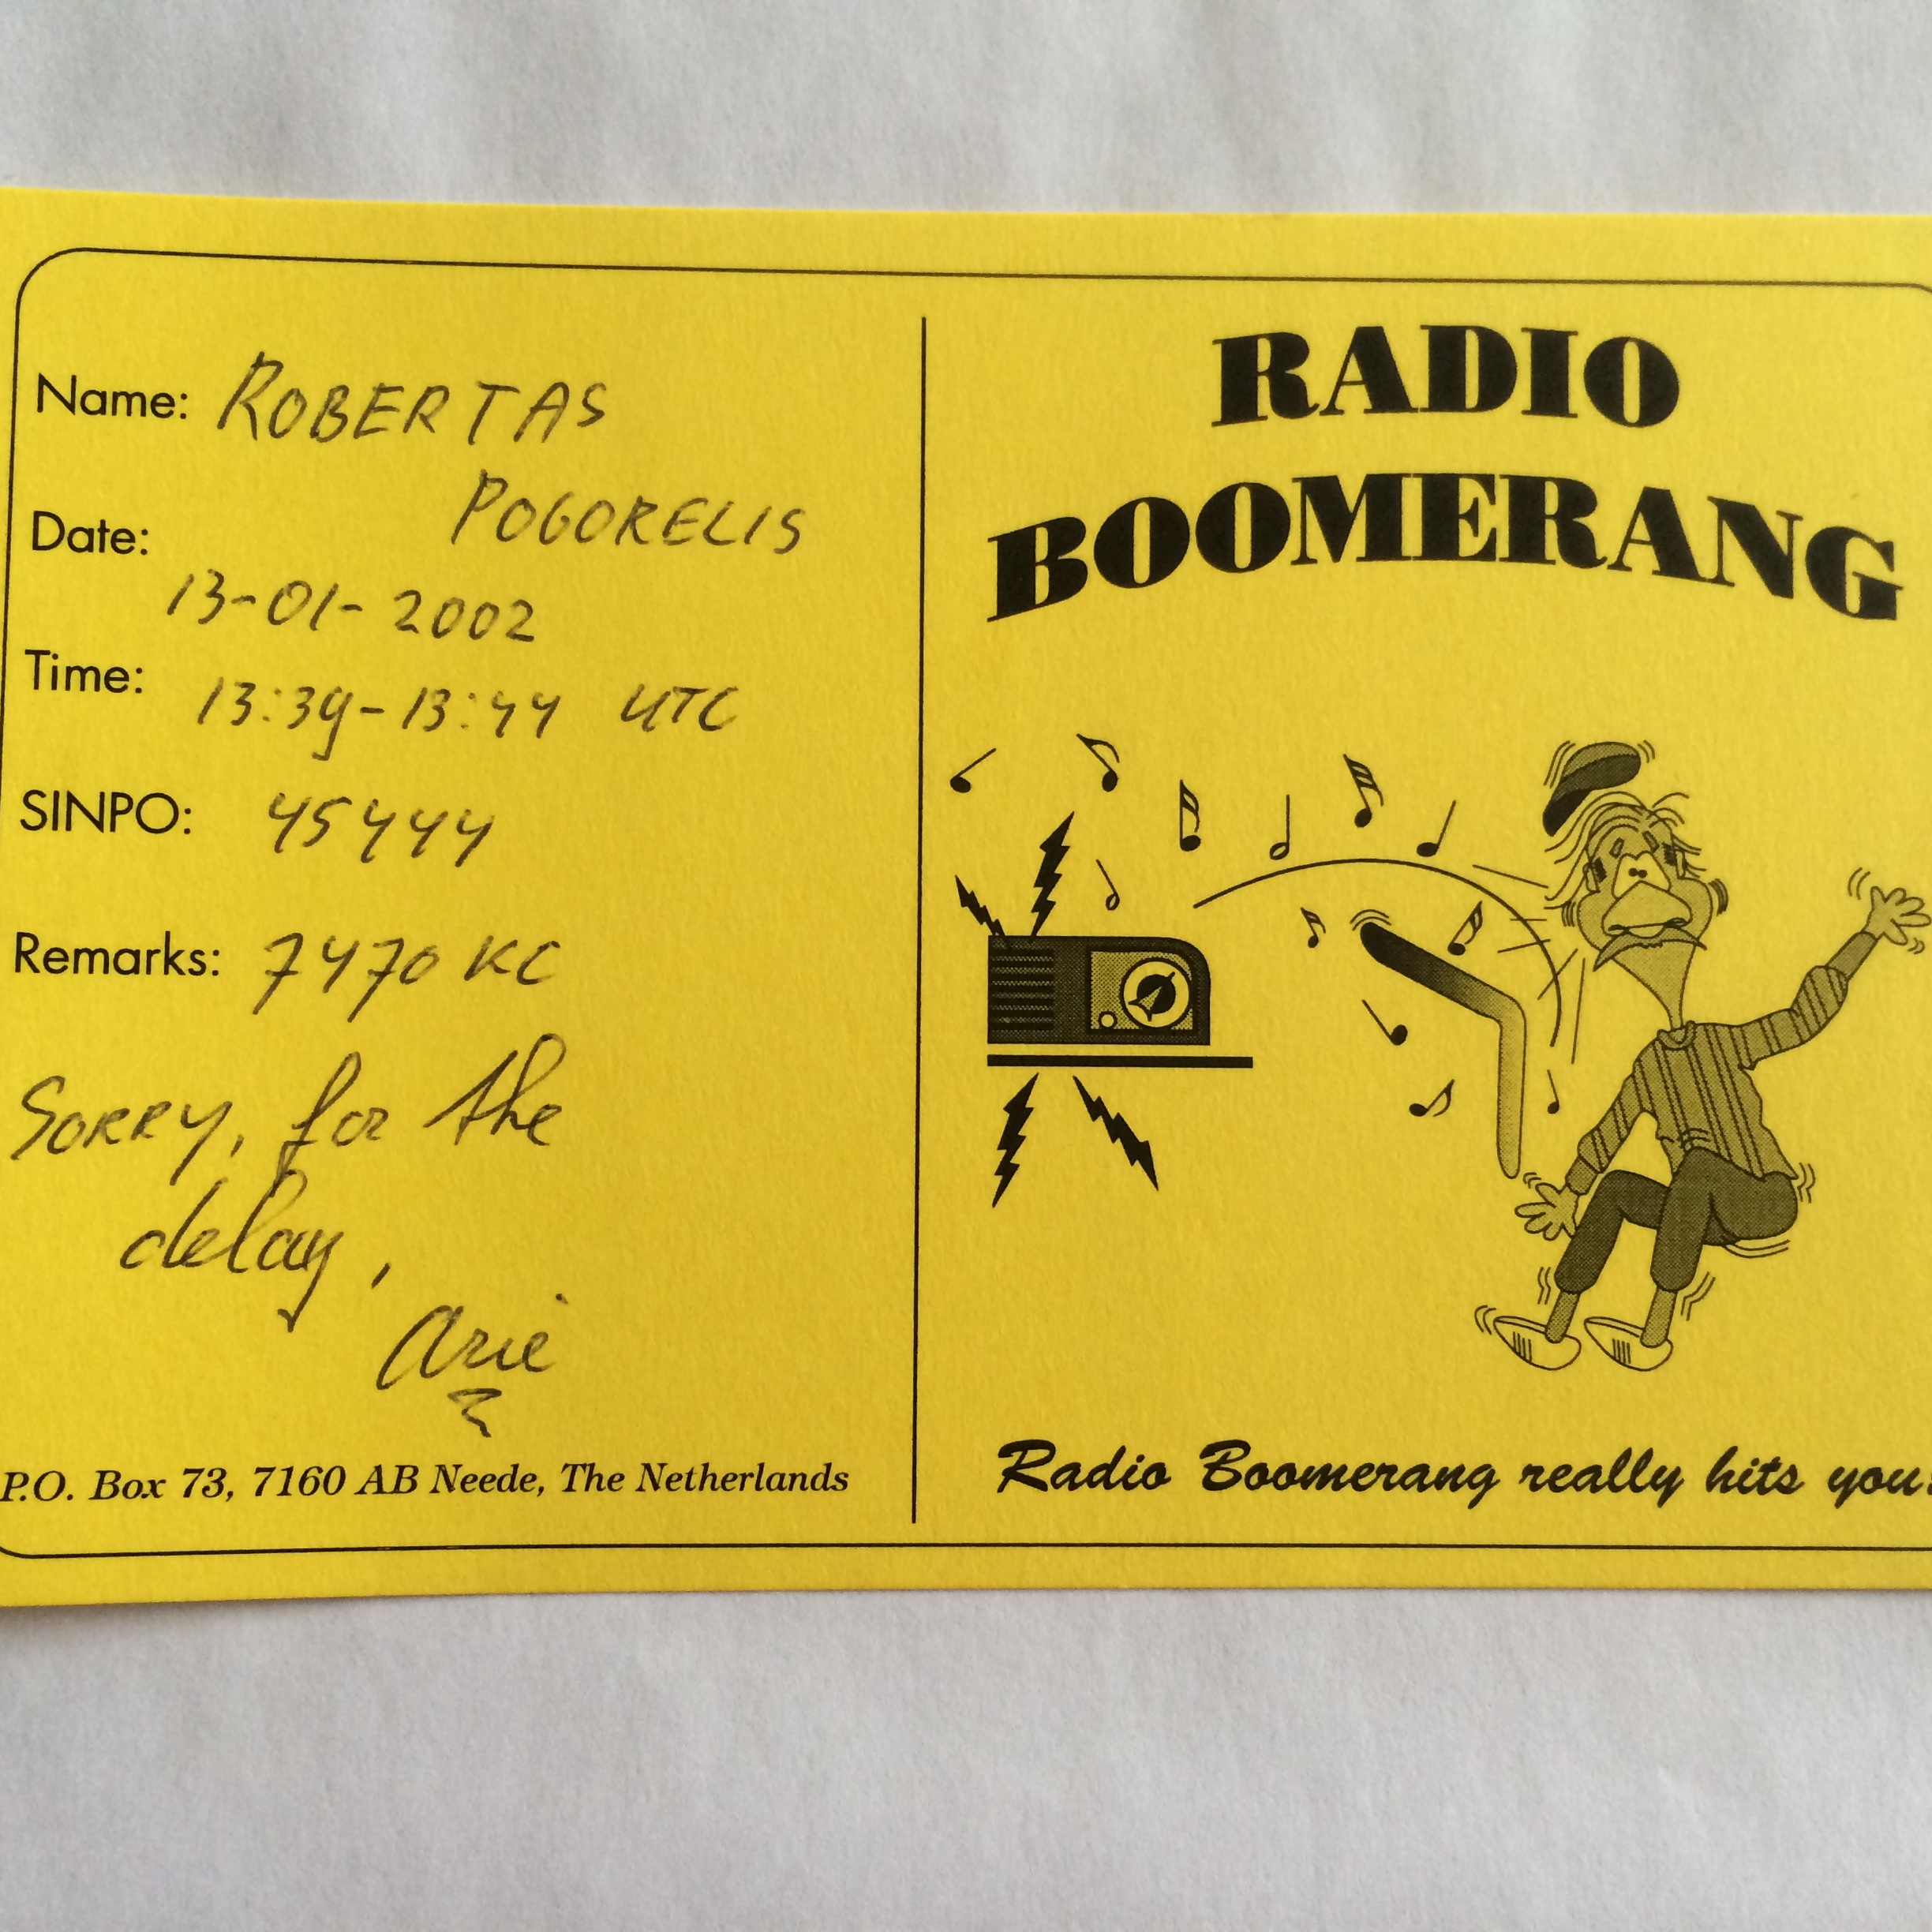 Name: ROBERTAS
POGORELIS
Date:
13-01-2002
Time: 13:39-13:44 UTC
SINPO: 45444
Remarks: 7470 KC
SORRY, for the
delay,
Arie
P.O. Box 73, 7160 AB Neede, The Netherlands
RADIO
BOOMERANG
Radio Boomerang really hits you!